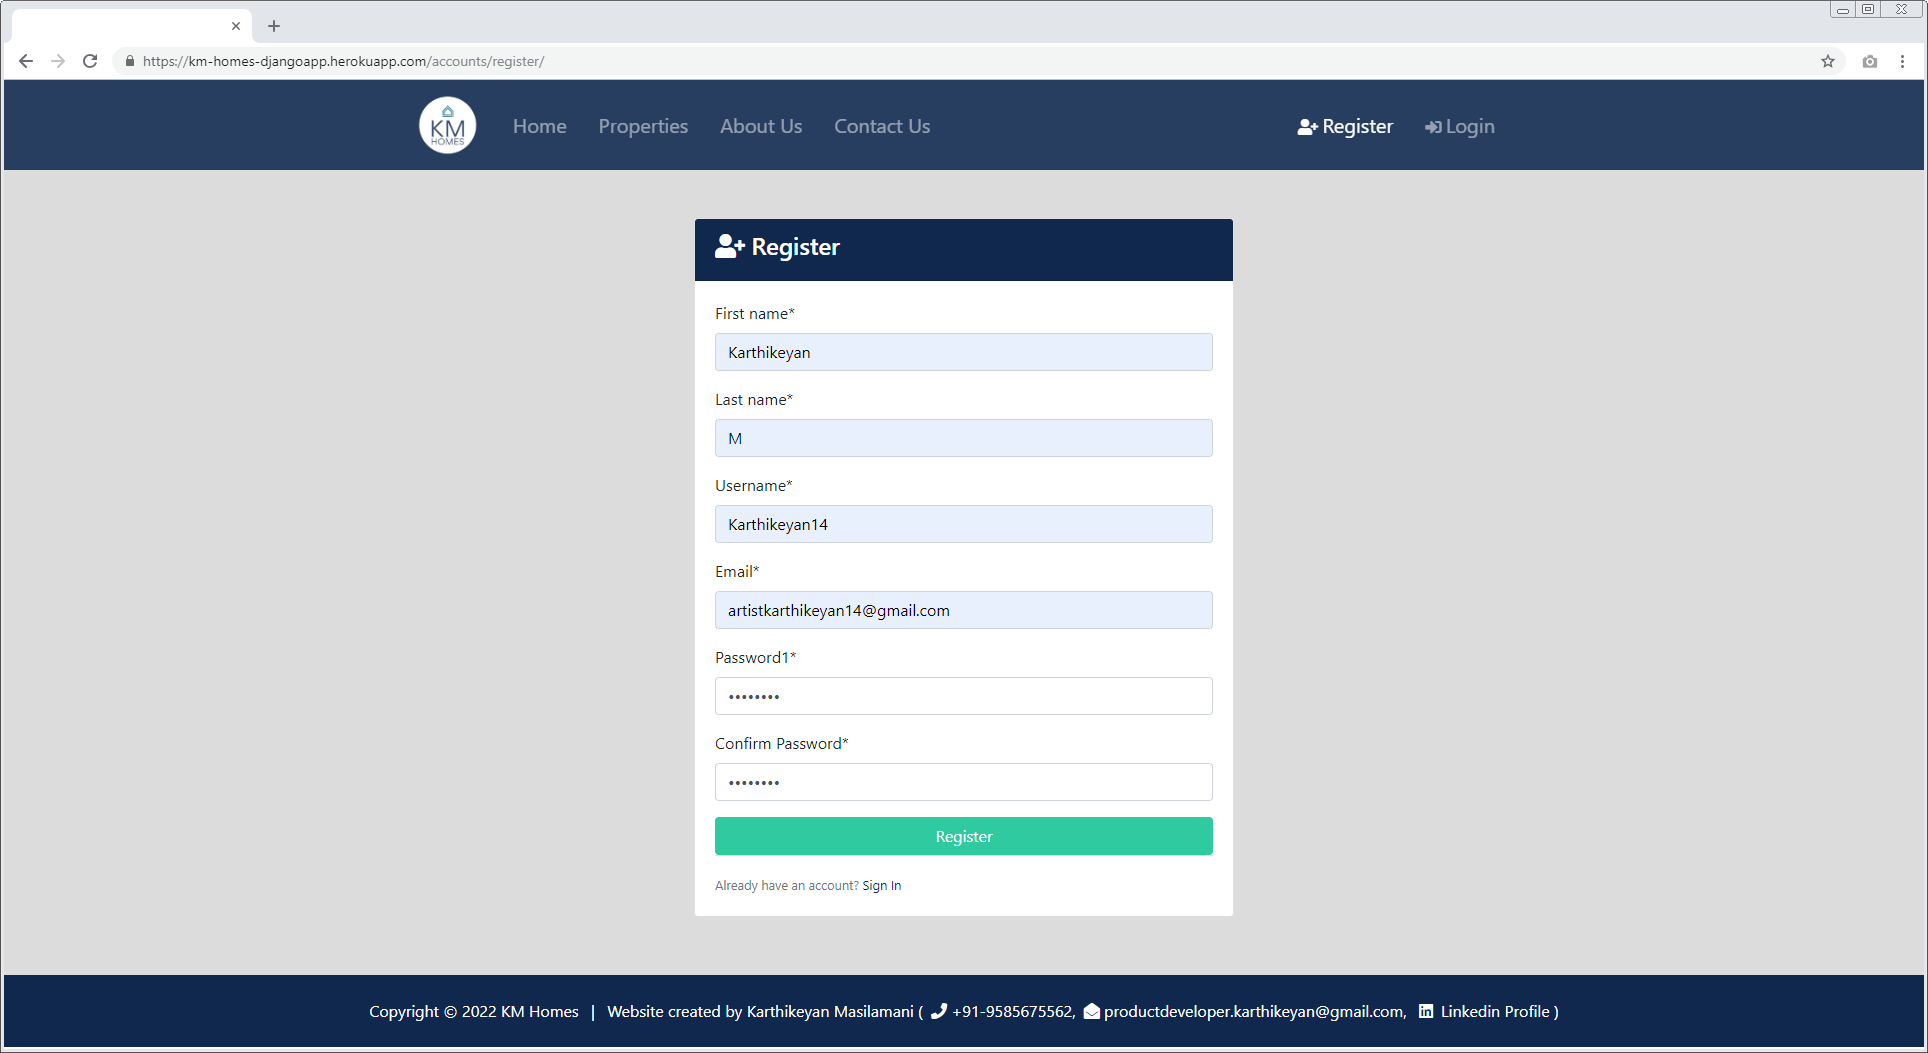 https://km-homes-djangoapp.herokuapp.com/accounts/register/
KM
HOMES
Home Properties About Us Contact Us Register Login
Register
First name*
Karthikeyan
Last name*
M
Username*
Karthikeyan14
Email*
artistkarthikeyan14@gmail.com
Password1*
••••••••
Confirm Password*
••••••••
Register
Already have an account? Sign In
Copyright © 2022 KM Homes | Website created by Karthikeyan Masilamani ( +91-9585675562, productdeveloper.karthikeyan@gmail.com, Linkedin Profile )